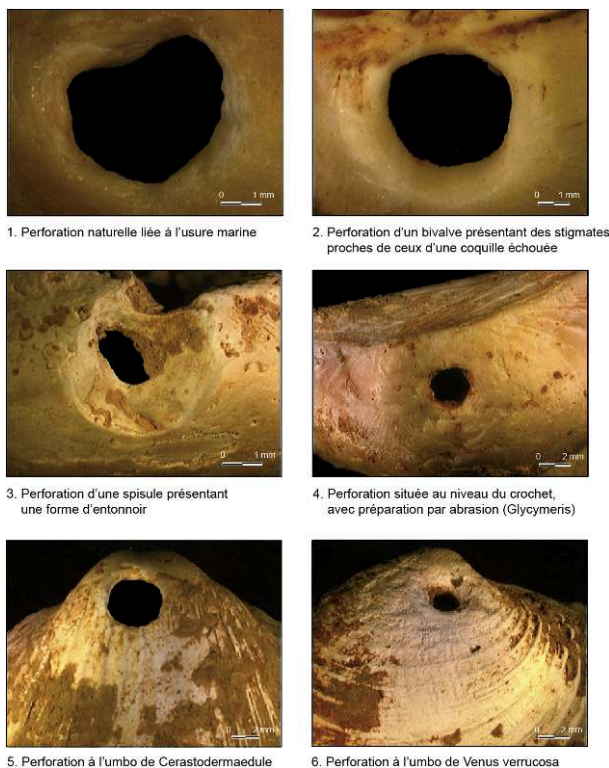 0 1 mm
0 1 mm
1. Perforation naturelle liée à l'usure marine
2. Perforation d'un bivalve présentant des stigmates
proches de ceux d'une coquille échouée
0 1 mm
0 2 mm
3. Perforation d'une spisule présentant
une forme d'entonnoir
4. Perforation située au niveau du crochet,
avec préparation par abrasion (Glycymeris)
0 2 mm
0 2 mm
5. Perforation à l'umbo de Cerastodermaedule
6. Perforation à l'umbo de Venus verrucosa